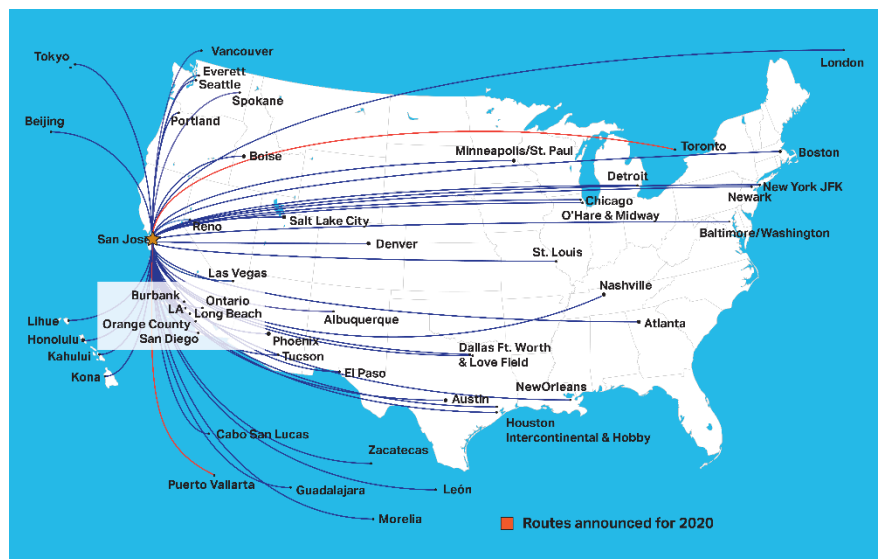 Tokyo
Vancouver
London
Everett
Seattle
Spokane
Beijing
Portland
Boise
Minneapolis/St. Paul
Toronto
Boston
Detroit
New York JFK
Newark
Chicago
O'Hare & Midway
Reno
Salt Lake City
Baltimore/Washington
San Jose
Denver
St. Louis
Las Vegas
Nashville
Burbank
Ontario
LA
Long Beach
Lihue
Orange County
Albuquerque
Atlanta
Honolulu
San Diego
Phoenix
Kahului
Tucson
Dallas Ft. Worth
& Love Field
Kona
El Paso
NewOrleans
Austin
Houston
Intercontinental & Hobby
Cabo San Lucas
Zacatecas
Puerto Vallarta
Guadalajara
León
Morelia
Routes announced for 2020